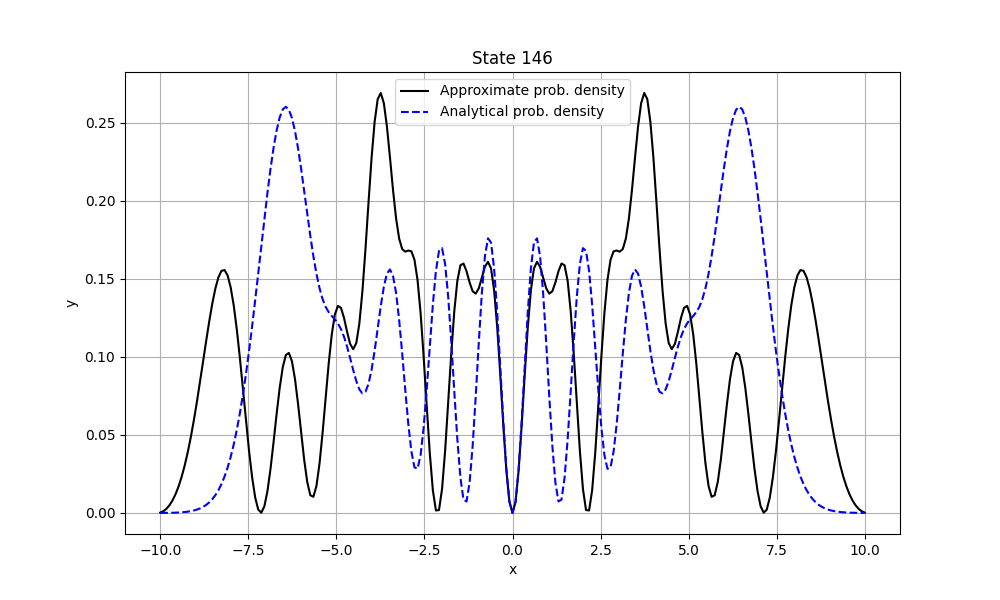 State 146
Approximate prob. density
Analytical prob. density
y
0.25
0.20
0.15
0.10
0.05
0.00
−10.0 −7.5 −5.0 −2.5 0.0 2.5 5.0 7.5 10.0
x